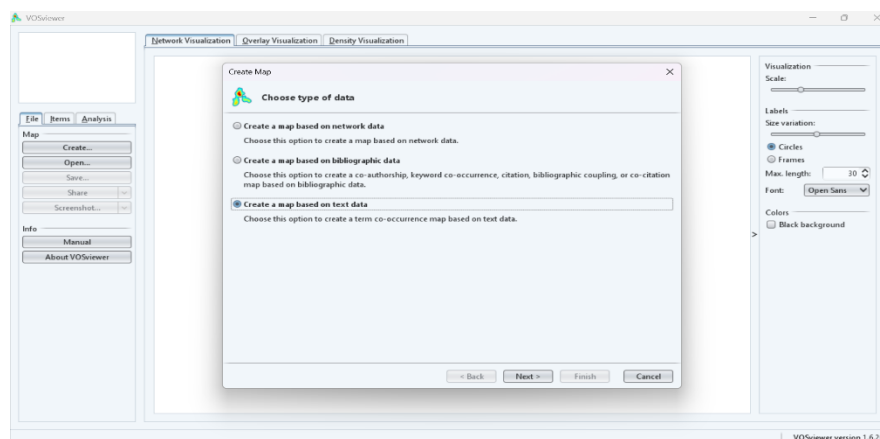 VOSviewer
Network Visualization Overlay Visualization Density Visualization
File Items Analysis
Map
Create...
Open...
Save...
Share
Screenshot...
Info
Manual
About VOSviewer
Create Map
Choose type of data
Create a map based on network data
Choose this option to create a map based on network data.
Create a map based on bibliographic data
Choose this option to create a co-authorship, keyword co-occurrence, citation, bibliographic coupling, or co-citation
map based on bibliographic data.
Create a map based on text data
Choose this option to create a term co-occurrence map based on text data.
< Back Next > Finish Cancel
Visualization
Scale:
Labels
Size variation:
Circles
Frames
Max. length: 30
Font: Open Sans
Colors
Black background
>
VOSviewer version 1.6.2